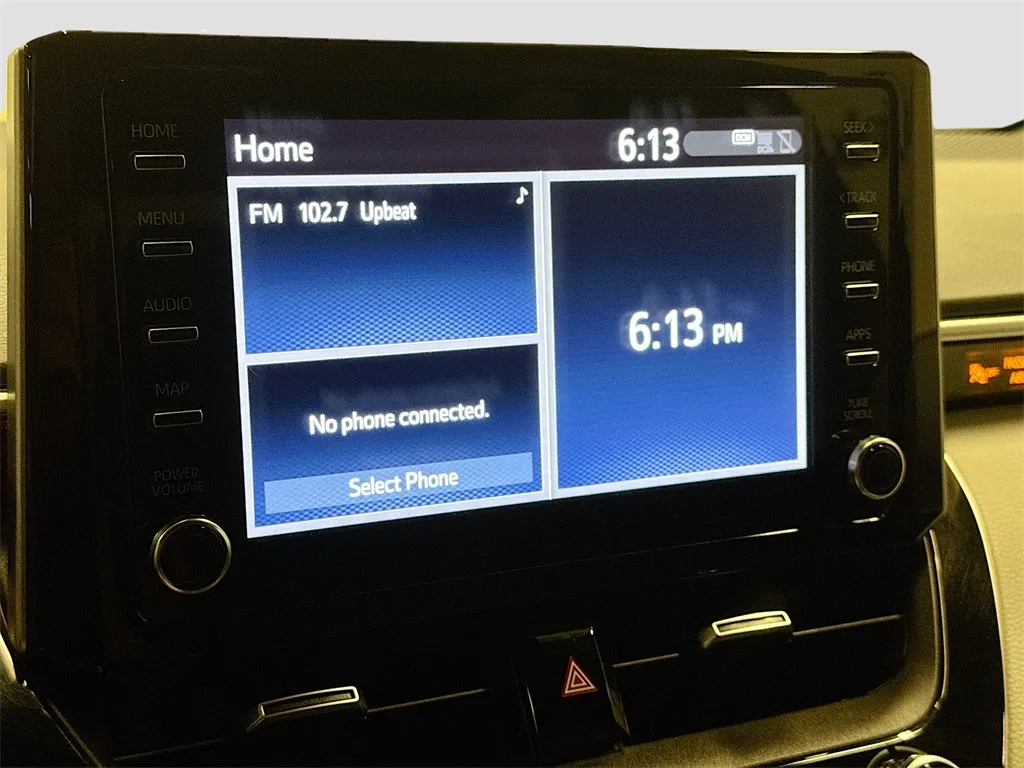 HOME
MENU
AUDIO
MAP
POWER
VOLUME
Home
6:13
DCM
FM 102.7 Upbeat
No phone connected.
Select Phone
6:13 PM
SEEK >
< TRACK
PHONE
APPS
TUNE
SCROLL